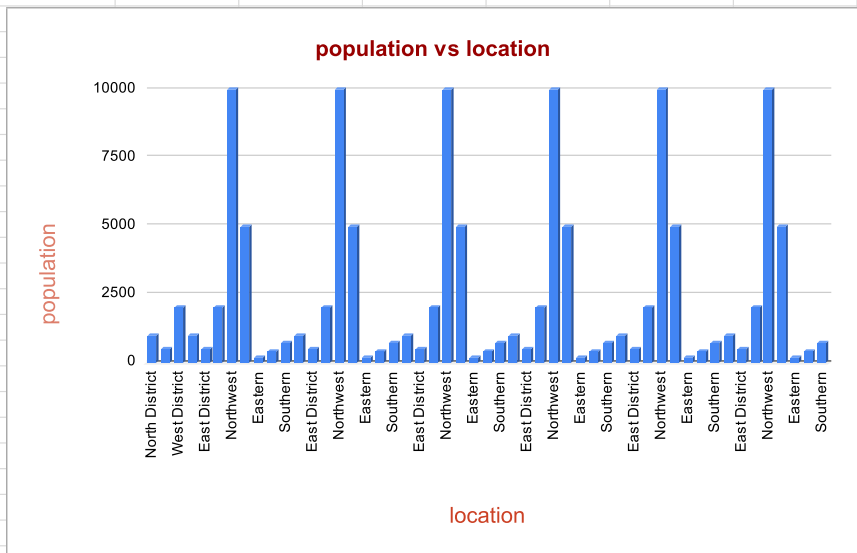 population vs location
10000
7500
5000
2500
0
population
North District
West District
East District
Northwest
Eastern
Southern
East District
Northwest
Eastern
Southern
East District
Northwest
Eastern
Southern
East District
Northwest
Eastern
Southern
East District
Northwest
Eastern
Southern
East District
Northwest
Eastern
Southern
location